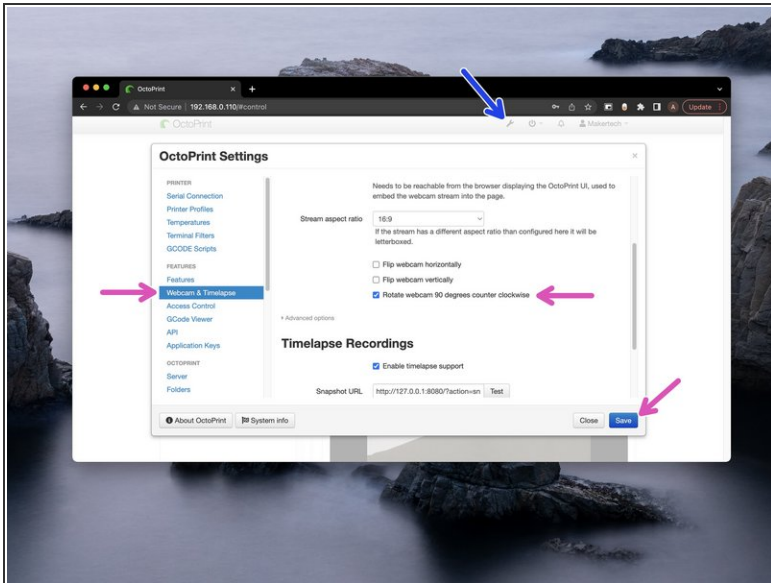 OctoPrint
Not Secure | 192.168.0.110/#control
Update
OctoPrint
Makertech
OctoPrint Settings
PRINTER
Serial Connection
Printer Profiles
Temperatures
Terminal Filters
GCODE Scripts
FEATURES
Features
Webcam & Timelapse
Access Control
GCode Viewer
API
Application Keys
OCTOPRINT
Server
Folders
Needs to be reachable from the browser displaying the OctoPrint UI, used to
embed the webcam stream into the page.
Stream aspect ratio 16:9
If the stream has a different aspect ratio than configured here it will be
letterboxed.
Flip webcam horizontally
Flip webcam vertically
Rotate webcam 90 degrees counter clockwise
Advanced options
Timelapse Recordings
Enable timelapse support
Snapshot URL http://127.0.0.1:8080/?action=sn Test
About OctoPrint System info Close Save